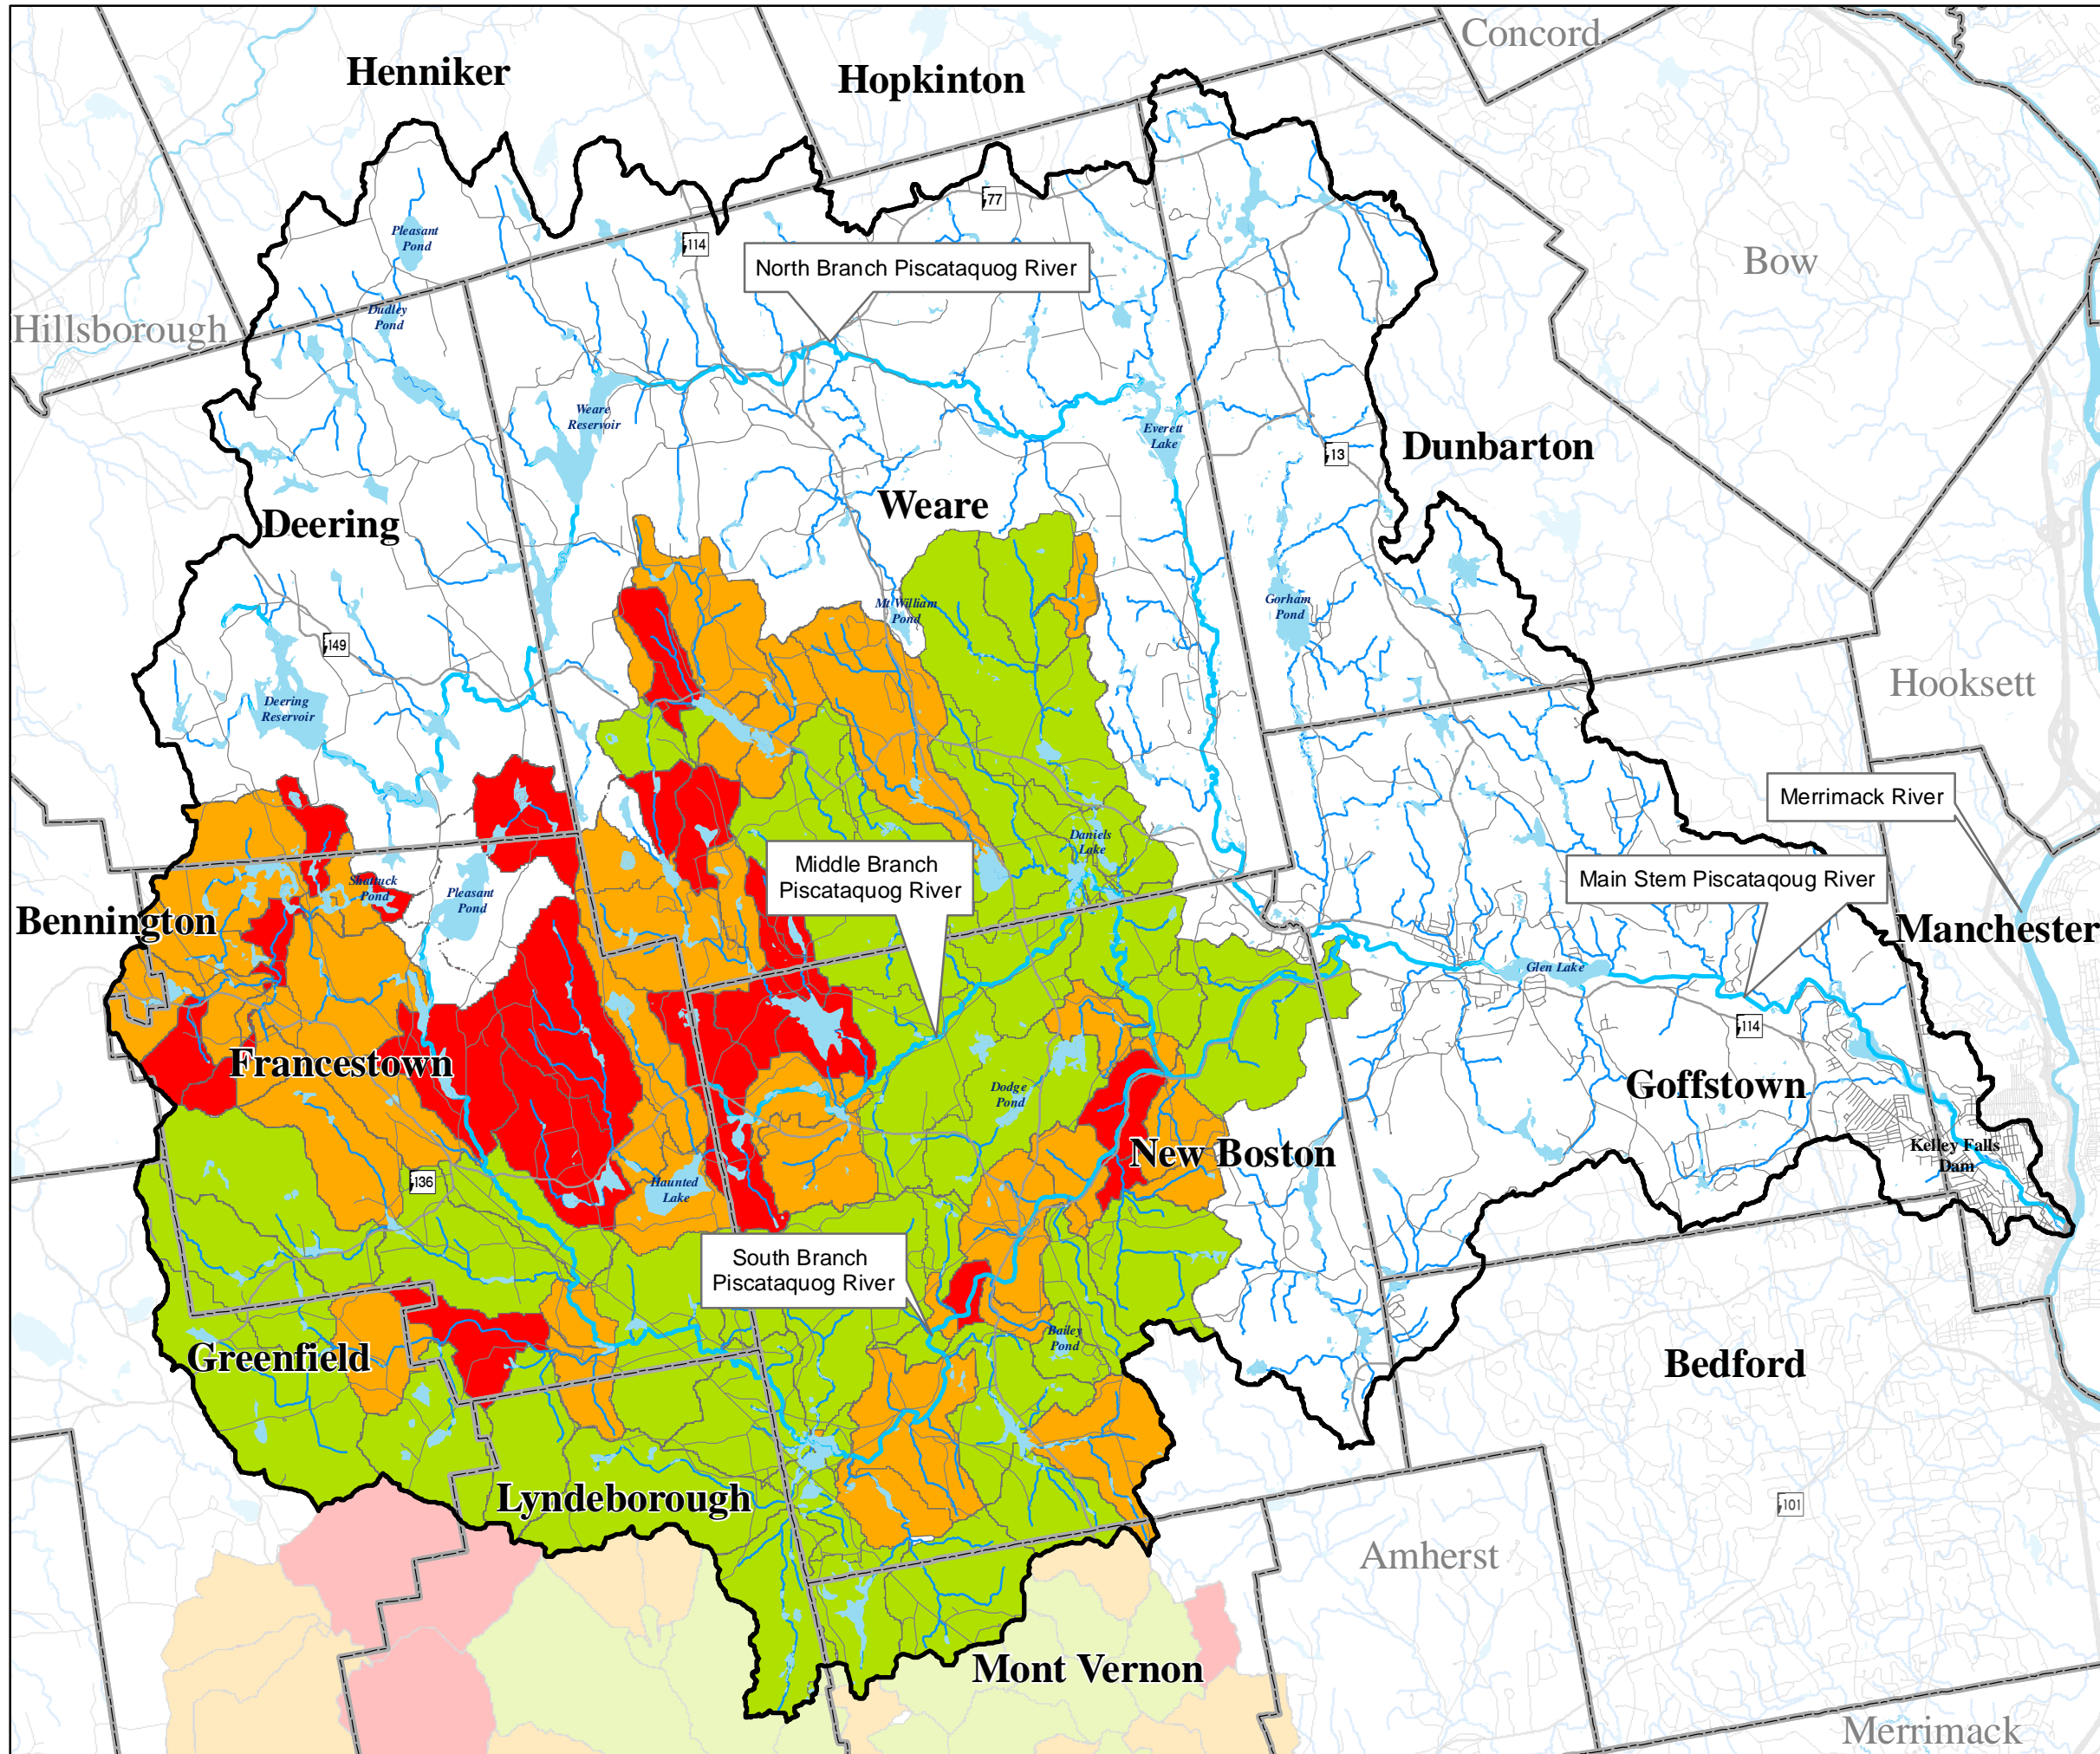 Concord
Henniker
Hopkinton
77
Pleasant
Pond
114
Bow
North Branch Piscataquog River
Dudley
Pond
Hillsborough
Weare
Reservoir
Everett
Lake
Dunbarton
13
Weare
Deering
Mt William
Pond
Gorham
Pond
149
Hooksett
Deering
Reservoir
Merrimack River
Daniels
Lake
Middle Branch
Piscataquog River
Main Stem Piscataqoug River
Shattuck
Pond
Pleasant
Pond
Bennington
Manchester
Glen Lake
114
Francestown
Dodge
Pond
Goffstown
New Boston
Kelley Falls
Dam
136
Haunted
Lake
South Branch
Piscataquog River
Bailey
Pond
Greenfield
Bedford
Lyndeborough
101
Amherst
Mont Vernon
Merrimack